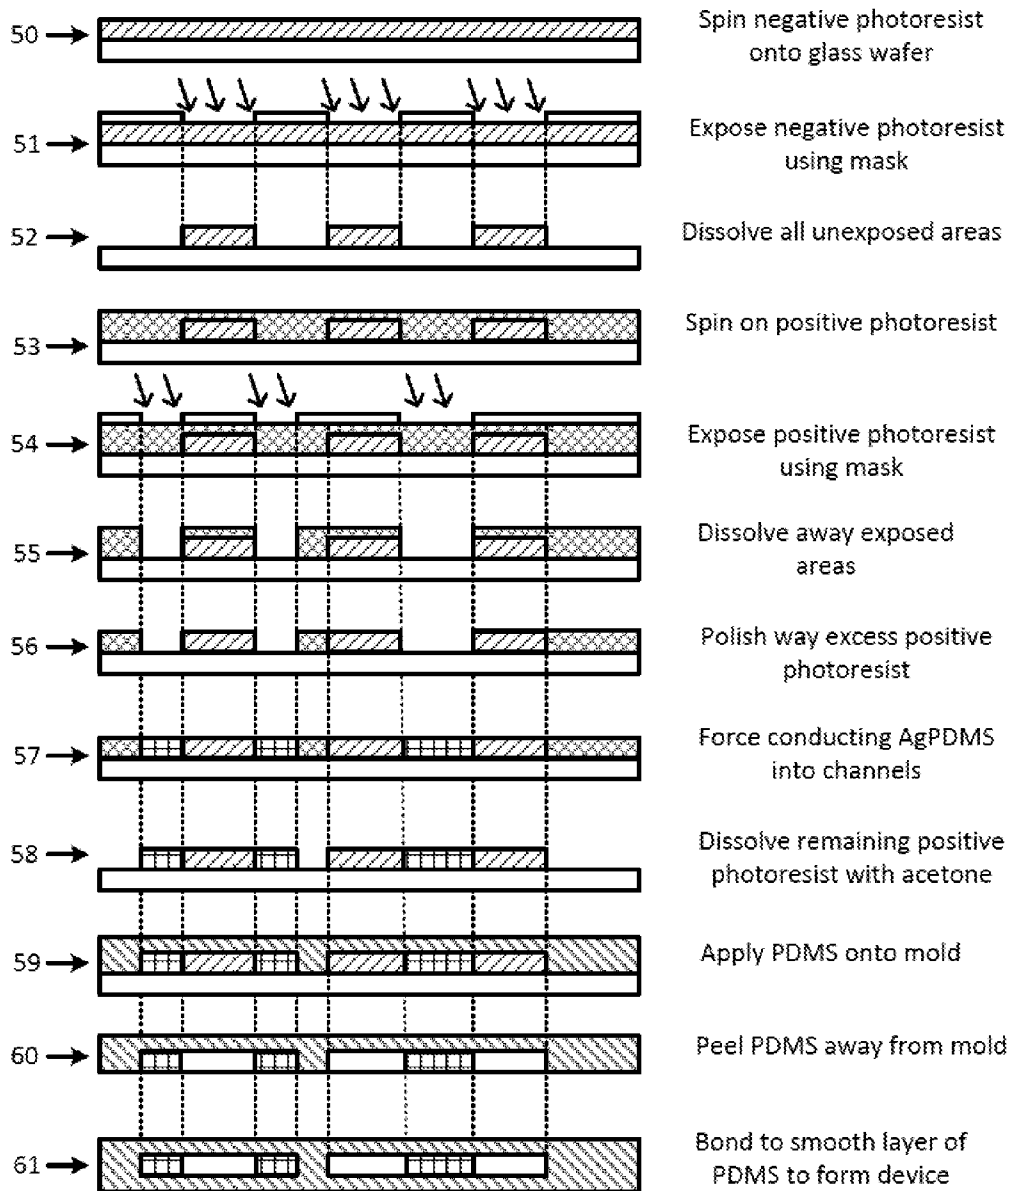 50
Spin negative photoresist
onto glass wafer
51
Expose negative photoresist
using mask
52
Dissolve all unexposed areas
53
Spin on positive photoresist
54
Expose positive photoresist
using mask
55
Dissolve away exposed
areas
56
Polish way excess positive
photoresist
57
Force conducting AgPDMS
into channels
58
Dissolve remaining positive
photoresist with acetone
59
Apply PDMS onto mold
60
Peel PDMS away from mold
61
Bond to smooth layer of
PDMS to form device